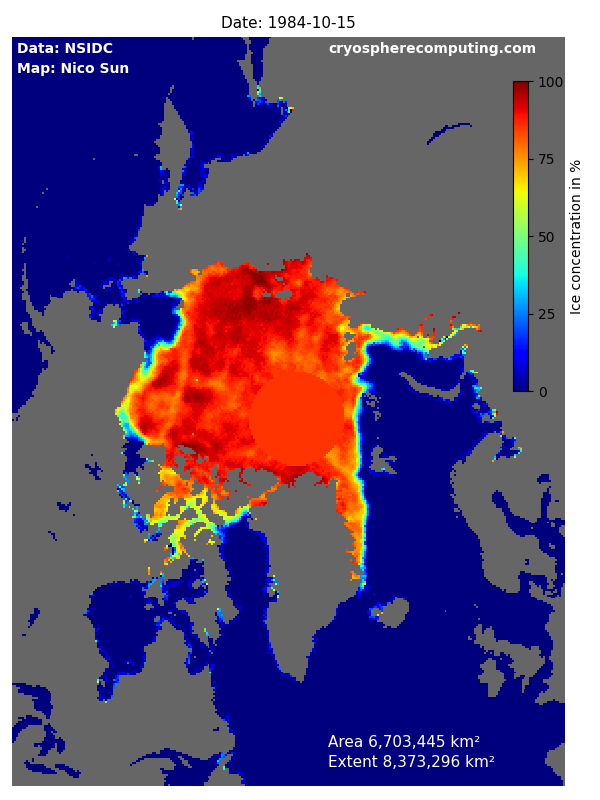 Date: 1984-10-15
Data: NSIDC
Map: Nico Sun
cryospherecomputing.com
100
75
50
25
0
Ice concentration in %
Area 6,703,445 km²
Extent 8,373,296 km²